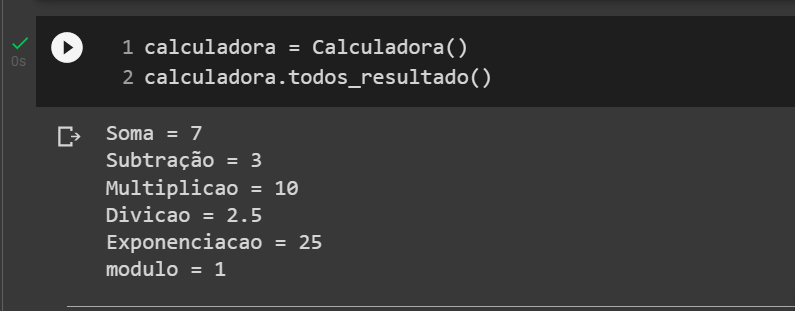 1 calculadora = Calculadora()
0s
2 calculadora.todos_resultado()
Soma = 7
Subtração = 3
Multiplicao = 10
Divicao = 2.5
Exponenciacao = 25
modulo = 1